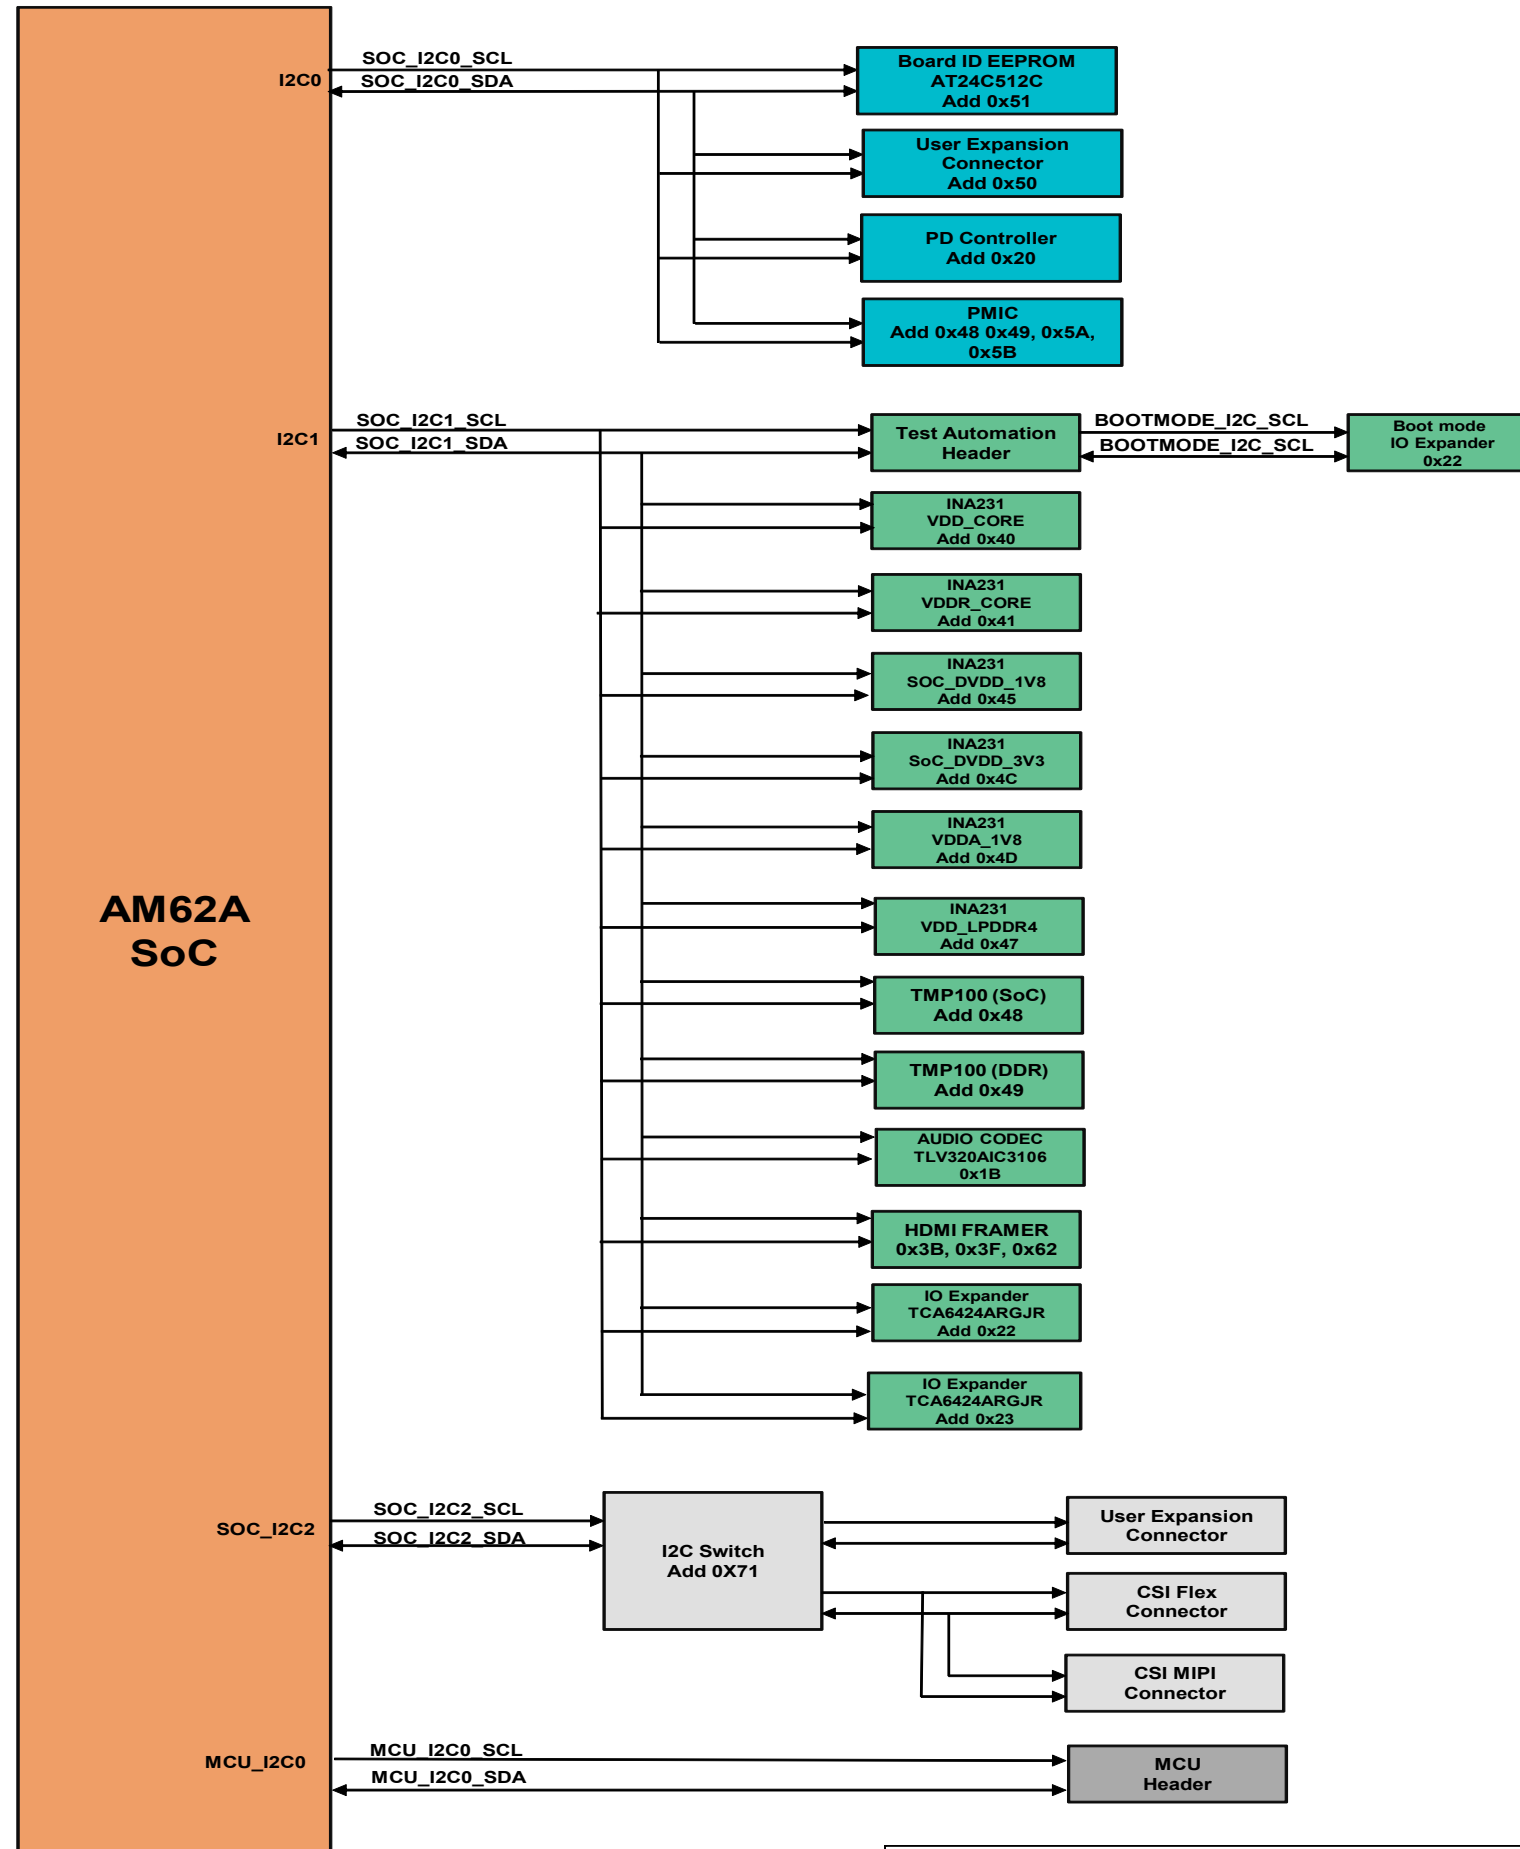 SOC_I2C0_SCL
I2C0
SOC_I2C0_SDA
Board ID EEPROM
AT24C512C
Add 0x51
User Expansion
Connector
Add 0x50
PD Controller
Add 0x20
PMIC
Add 0x48 0x49, 0x5A,
0x5B
SOC_I2C1_SCL
I2C1
SOC_I2C1_SDA
Test Automation
Header
BOOTMODE_I2C_SCL
BOOTMODE_I2C_SCL
Boot mode
IO Expander
0x22
INA231
VDD_CORE
Add 0x40
INA231
VDDR_CORE
Add 0x41
INA231
SOC_DVDD_1V8
Add 0x45
INA231
SoC_DVDD_3V3
Add 0x4C
INA231
VDDA_1V8
Add 0x4D
AM62A
SoC
INA231
VDD_LPDDR4
Add 0x47
TMP100 (SoC)
Add 0x48
TMP100 (DDR)
Add 0x49
AUDIO CODEC
TLV320AIC3106
0x1B
HDMI FRAMER
0x3B, 0x3F, 0x62
IO Expander
TCA6424ARGJR
Add 0x22
IO Expander
TCA6424ARGJR
Add 0x23
SOC_I2C2_SCL
SOC_I2C2
SOC_I2C2_SDA
I2C Switch
Add 0X71
User Expansion
Connector
CSI Flex
Connector
CSI MIPI
Connector
MCU_I2C0_SCL
MCU_I2C0
MCU_I2C0_SDA
MCU
Header